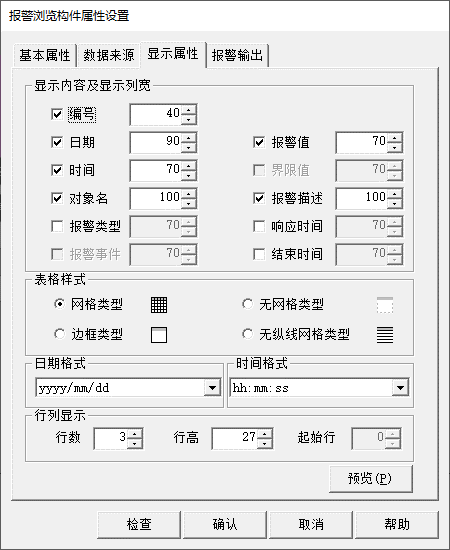 报警浏览构件属性设置
基本属性 数据来源 显示属性 报警输出
显示内容及显示列宽
编号 40
日期 90 报警值 70
时间 70 界限值 70
对象名 100 报警描述 100
报警类型 70 响应时间 70
报警事件 70 结束时间 70
表格样式
网格类型 无网格类型
边框类型 无纵线网格类型
日期格式 时间格式
yyyy/mm/dd hh:mm:ss
行列显示
行数 3 行高 27 起始行 0
预览(P)
检查 确认 取消 帮助